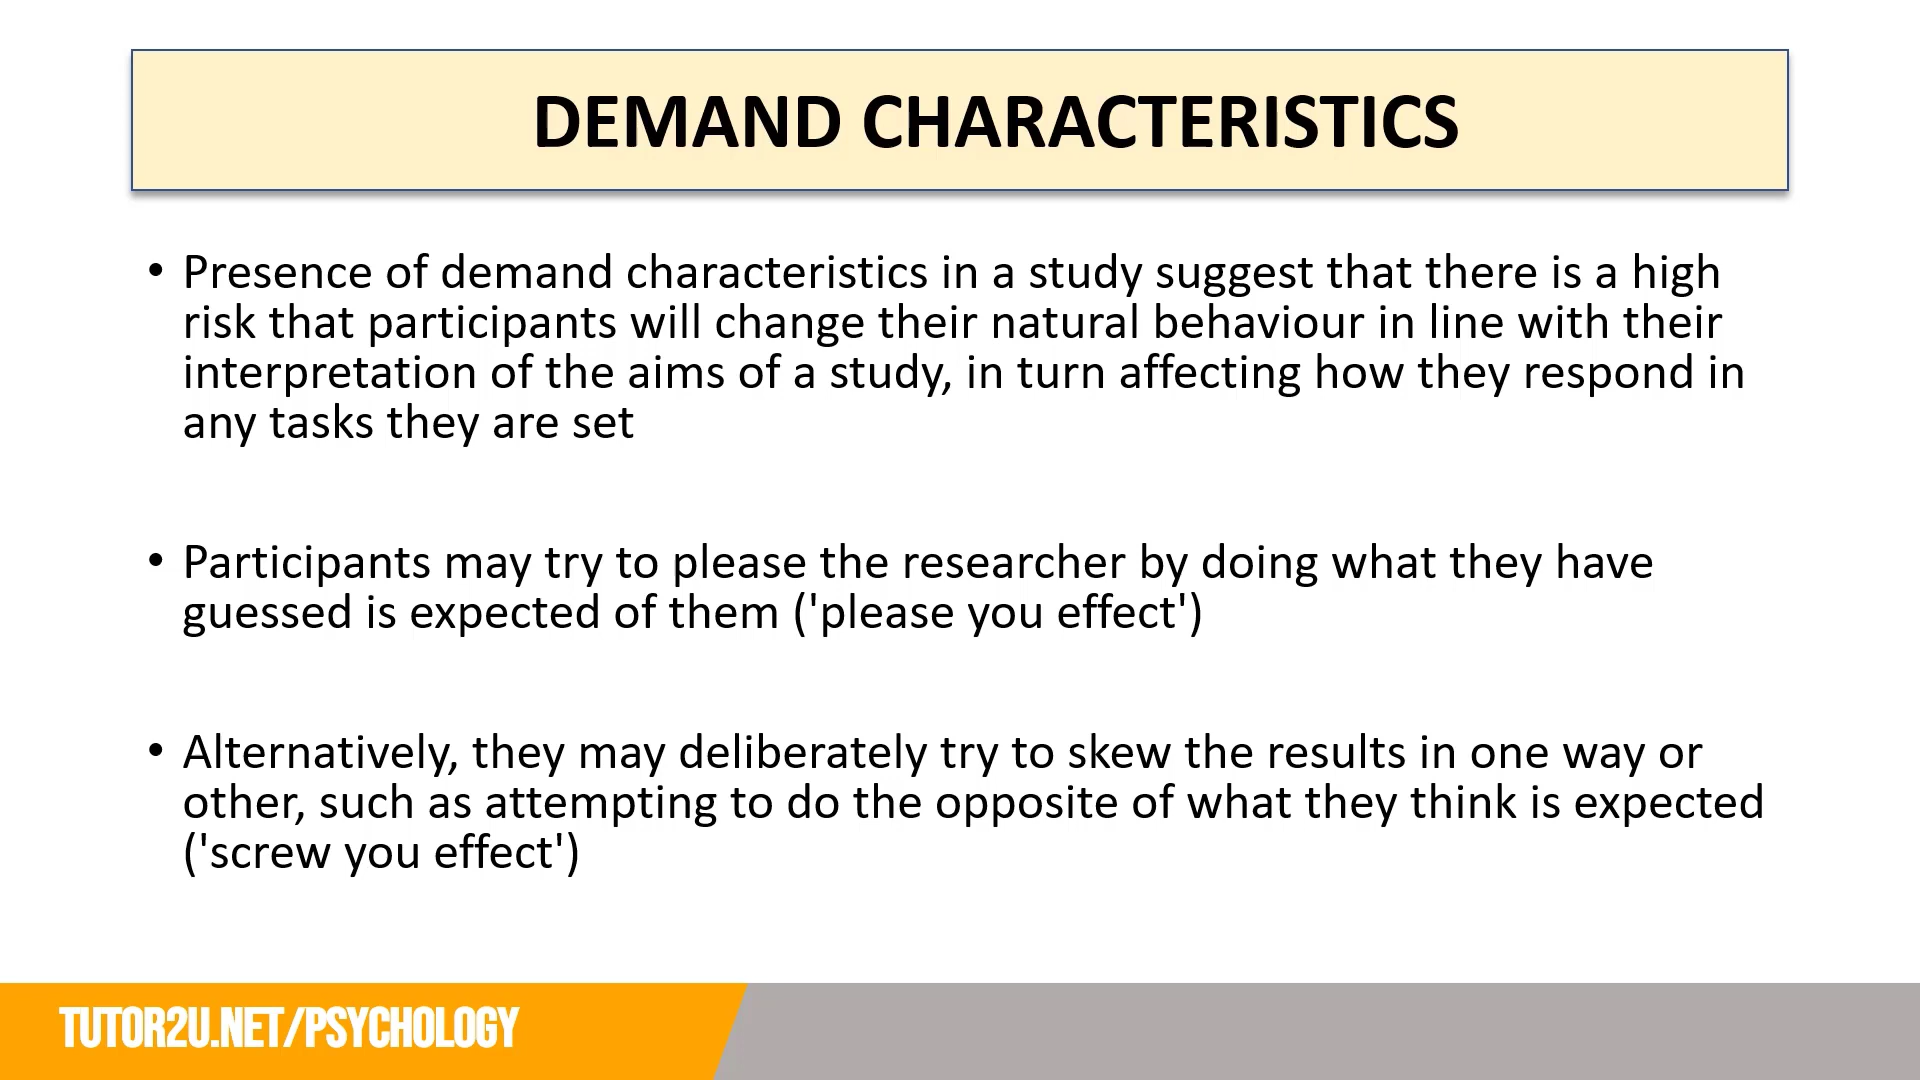 DEMAND CHARACTERISTICS
• Presence of demand characteristics in a study suggest that there is a high
risk that participants will change their natural behaviour in line with their
interpretation of the aims of a study, in turn affecting how they respond in
any tasks they are set
• Participants may try to please the researcher by doing what they have
guessed is expected of them ('please you effect')
• Alternatively, they may deliberately try to skew the results in one way or
other, such as attempting to do the opposite of what they think is expected
('screw you effect')
TUTOR2U.NET/PSYCHOLOGY